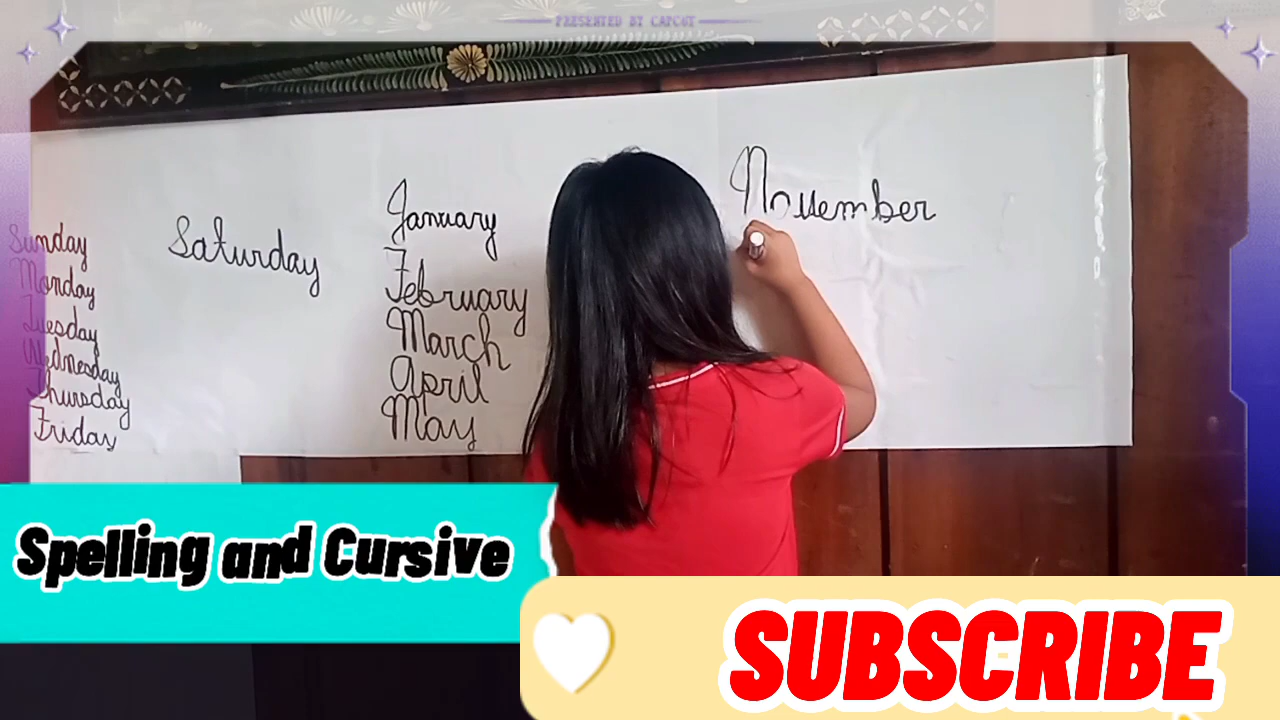 PRESENTED BY CAPCUT
Sunday
Monday
Tuesday
Wednesday
Thursday
Friday
Saturday
January
February
March
April
May
November
Spelling and Cursive
SUBSCRIBE